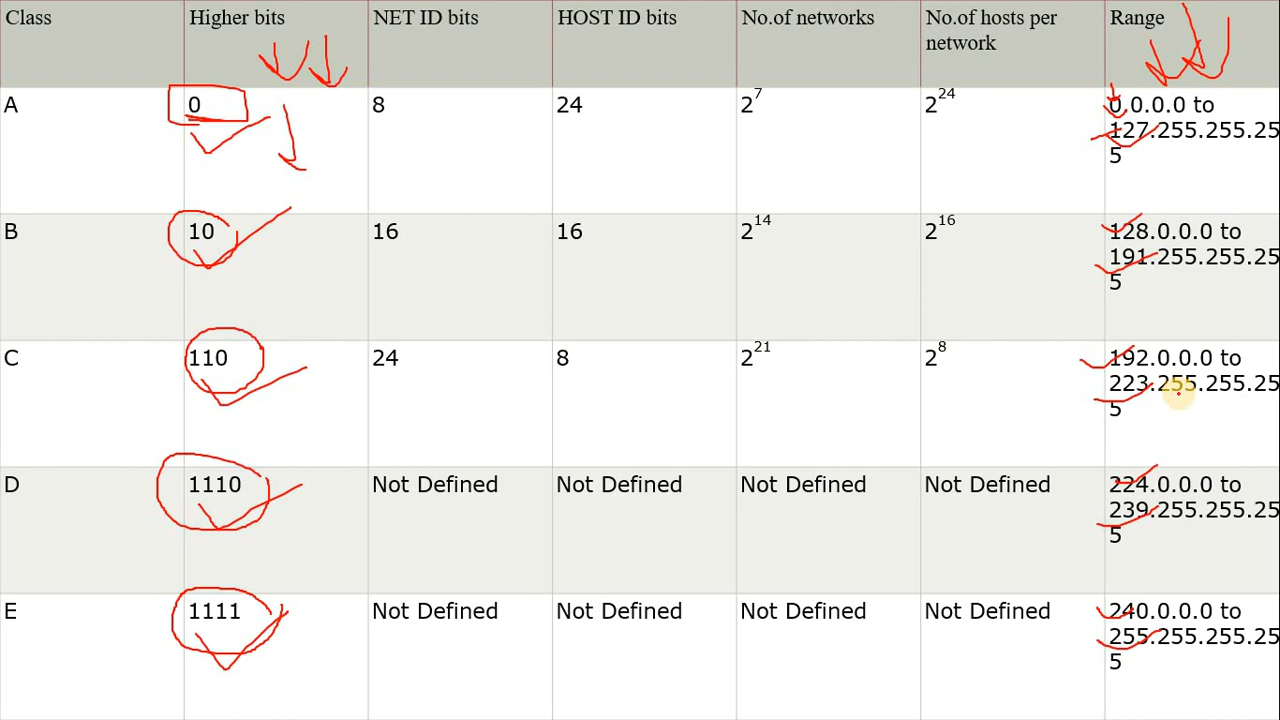 Class Higher bits NET ID bits HOST ID bits No.of networks No.of hosts per network Range
A 0 8 24 2^7 2^24 0.0.0.0 to
127.255.255.25
5
B 10 16 16 2^14 2^16 128.0.0.0 to
191.255.255.25
5
C 110 24 8 2^21 2^8 192.0.0.0 to
223.255.255.25
5
D 1110 Not Defined Not Defined Not Defined Not Defined 224.0.0.0 to
239.255.255.25
5
E 1111 Not Defined Not Defined Not Defined Not Defined 240.0.0.0 to
255.255.255.25
5